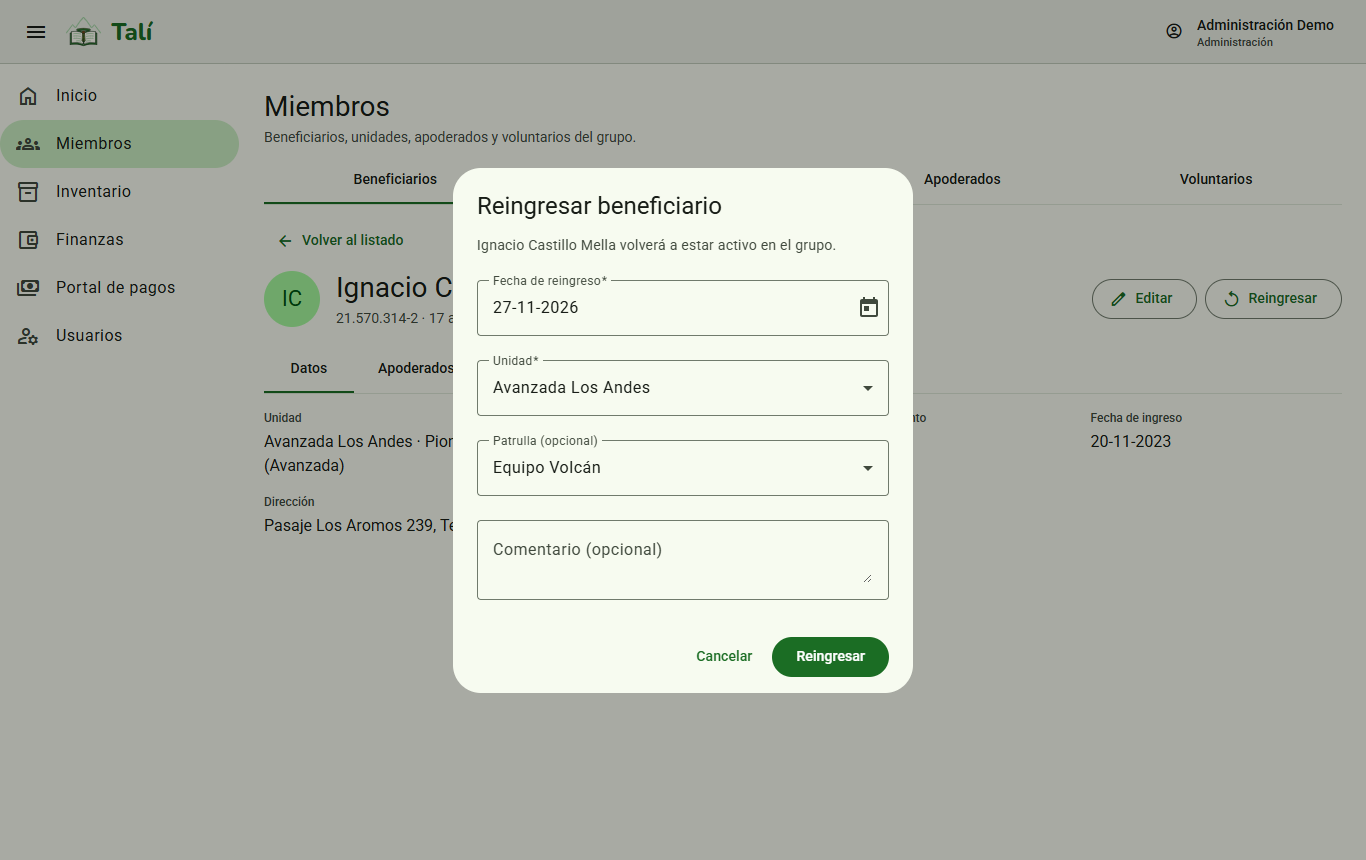 Talí
Administración Demo
Administración
Inicio
Miembros
Inventario
Finanzas
Portal de pagos
Usuarios
Miembros
Beneficiarios, unidades, apoderados y voluntarios del grupo.
Beneficiarios
Apoderados
Voluntarios
Volver al listado
IC
Ignacio C
21.570.314-2 · 17 a
Editar
Reingresar
Datos
Apoderados
Unidad
Avanzada Los Andes · Pion
(Avanzada)
Fecha de ingreso
20-11-2023
Dirección
Pasaje Los Aromos 239, Te
Reingresar beneficiario
Ignacio Castillo Mella volverá a estar activo en el grupo.
Fecha de reingreso*
27-11-2026
Unidad*
Avanzada Los Andes
Patrulla (opcional)
Equipo Volcán
Comentario (opcional)
Cancelar
Reingresar